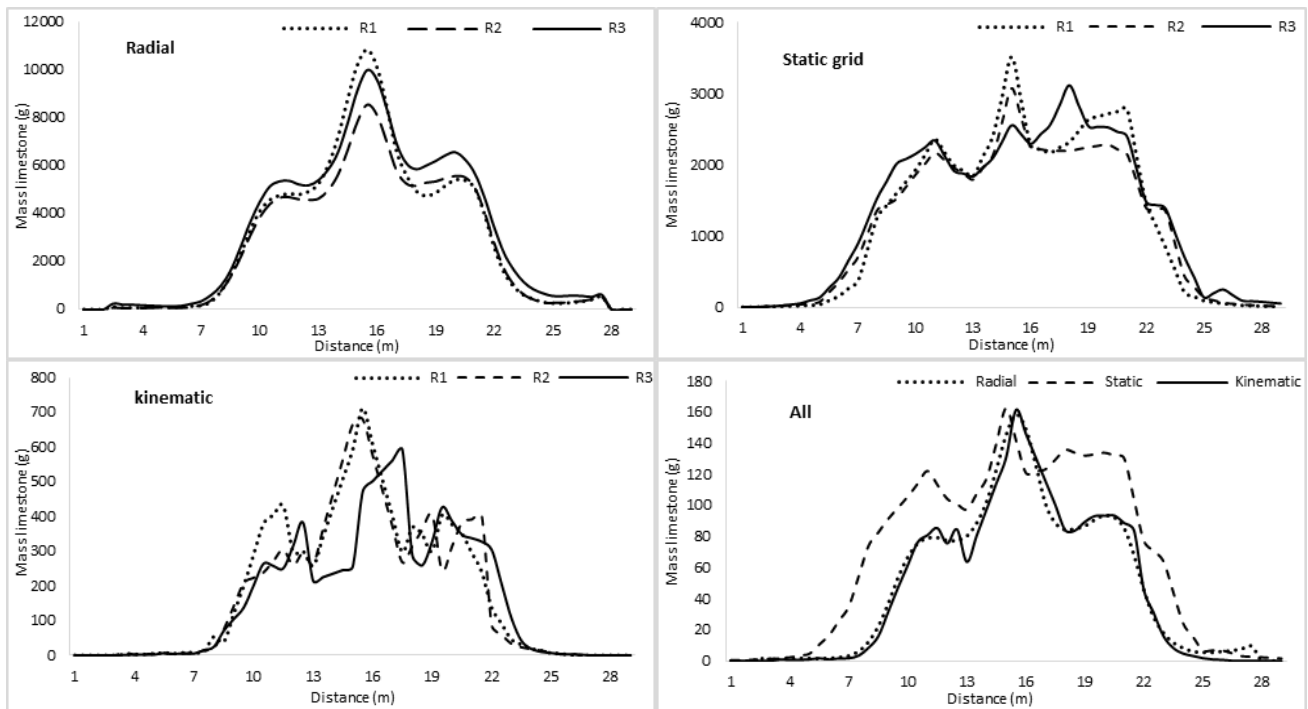 Radial
R1 R2 R3
Mass limestone (g)
12000
10000
8000
6000
4000
2000
0
1 4 7 10 13 16 19 22 25 28
Distance (m)
Static grid
R1 R2 R3
Mass limestone (g)
4000
3000
2000
1000
0
1 4 7 10 13 16 19 22 25 28
Distance (m)
kinematic
R1 R2 R3
Mass limestone (g)
800
700
600
500
400
300
200
100
0
1 4 7 10 13 16 19 22 25 28
Distance (m)
All
Radial Static Kinematic
Mass limestone (g)
180
160
140
120
100
80
60
40
20
0
1 4 7 10 13 16 19 22 25 28
Distance (m)